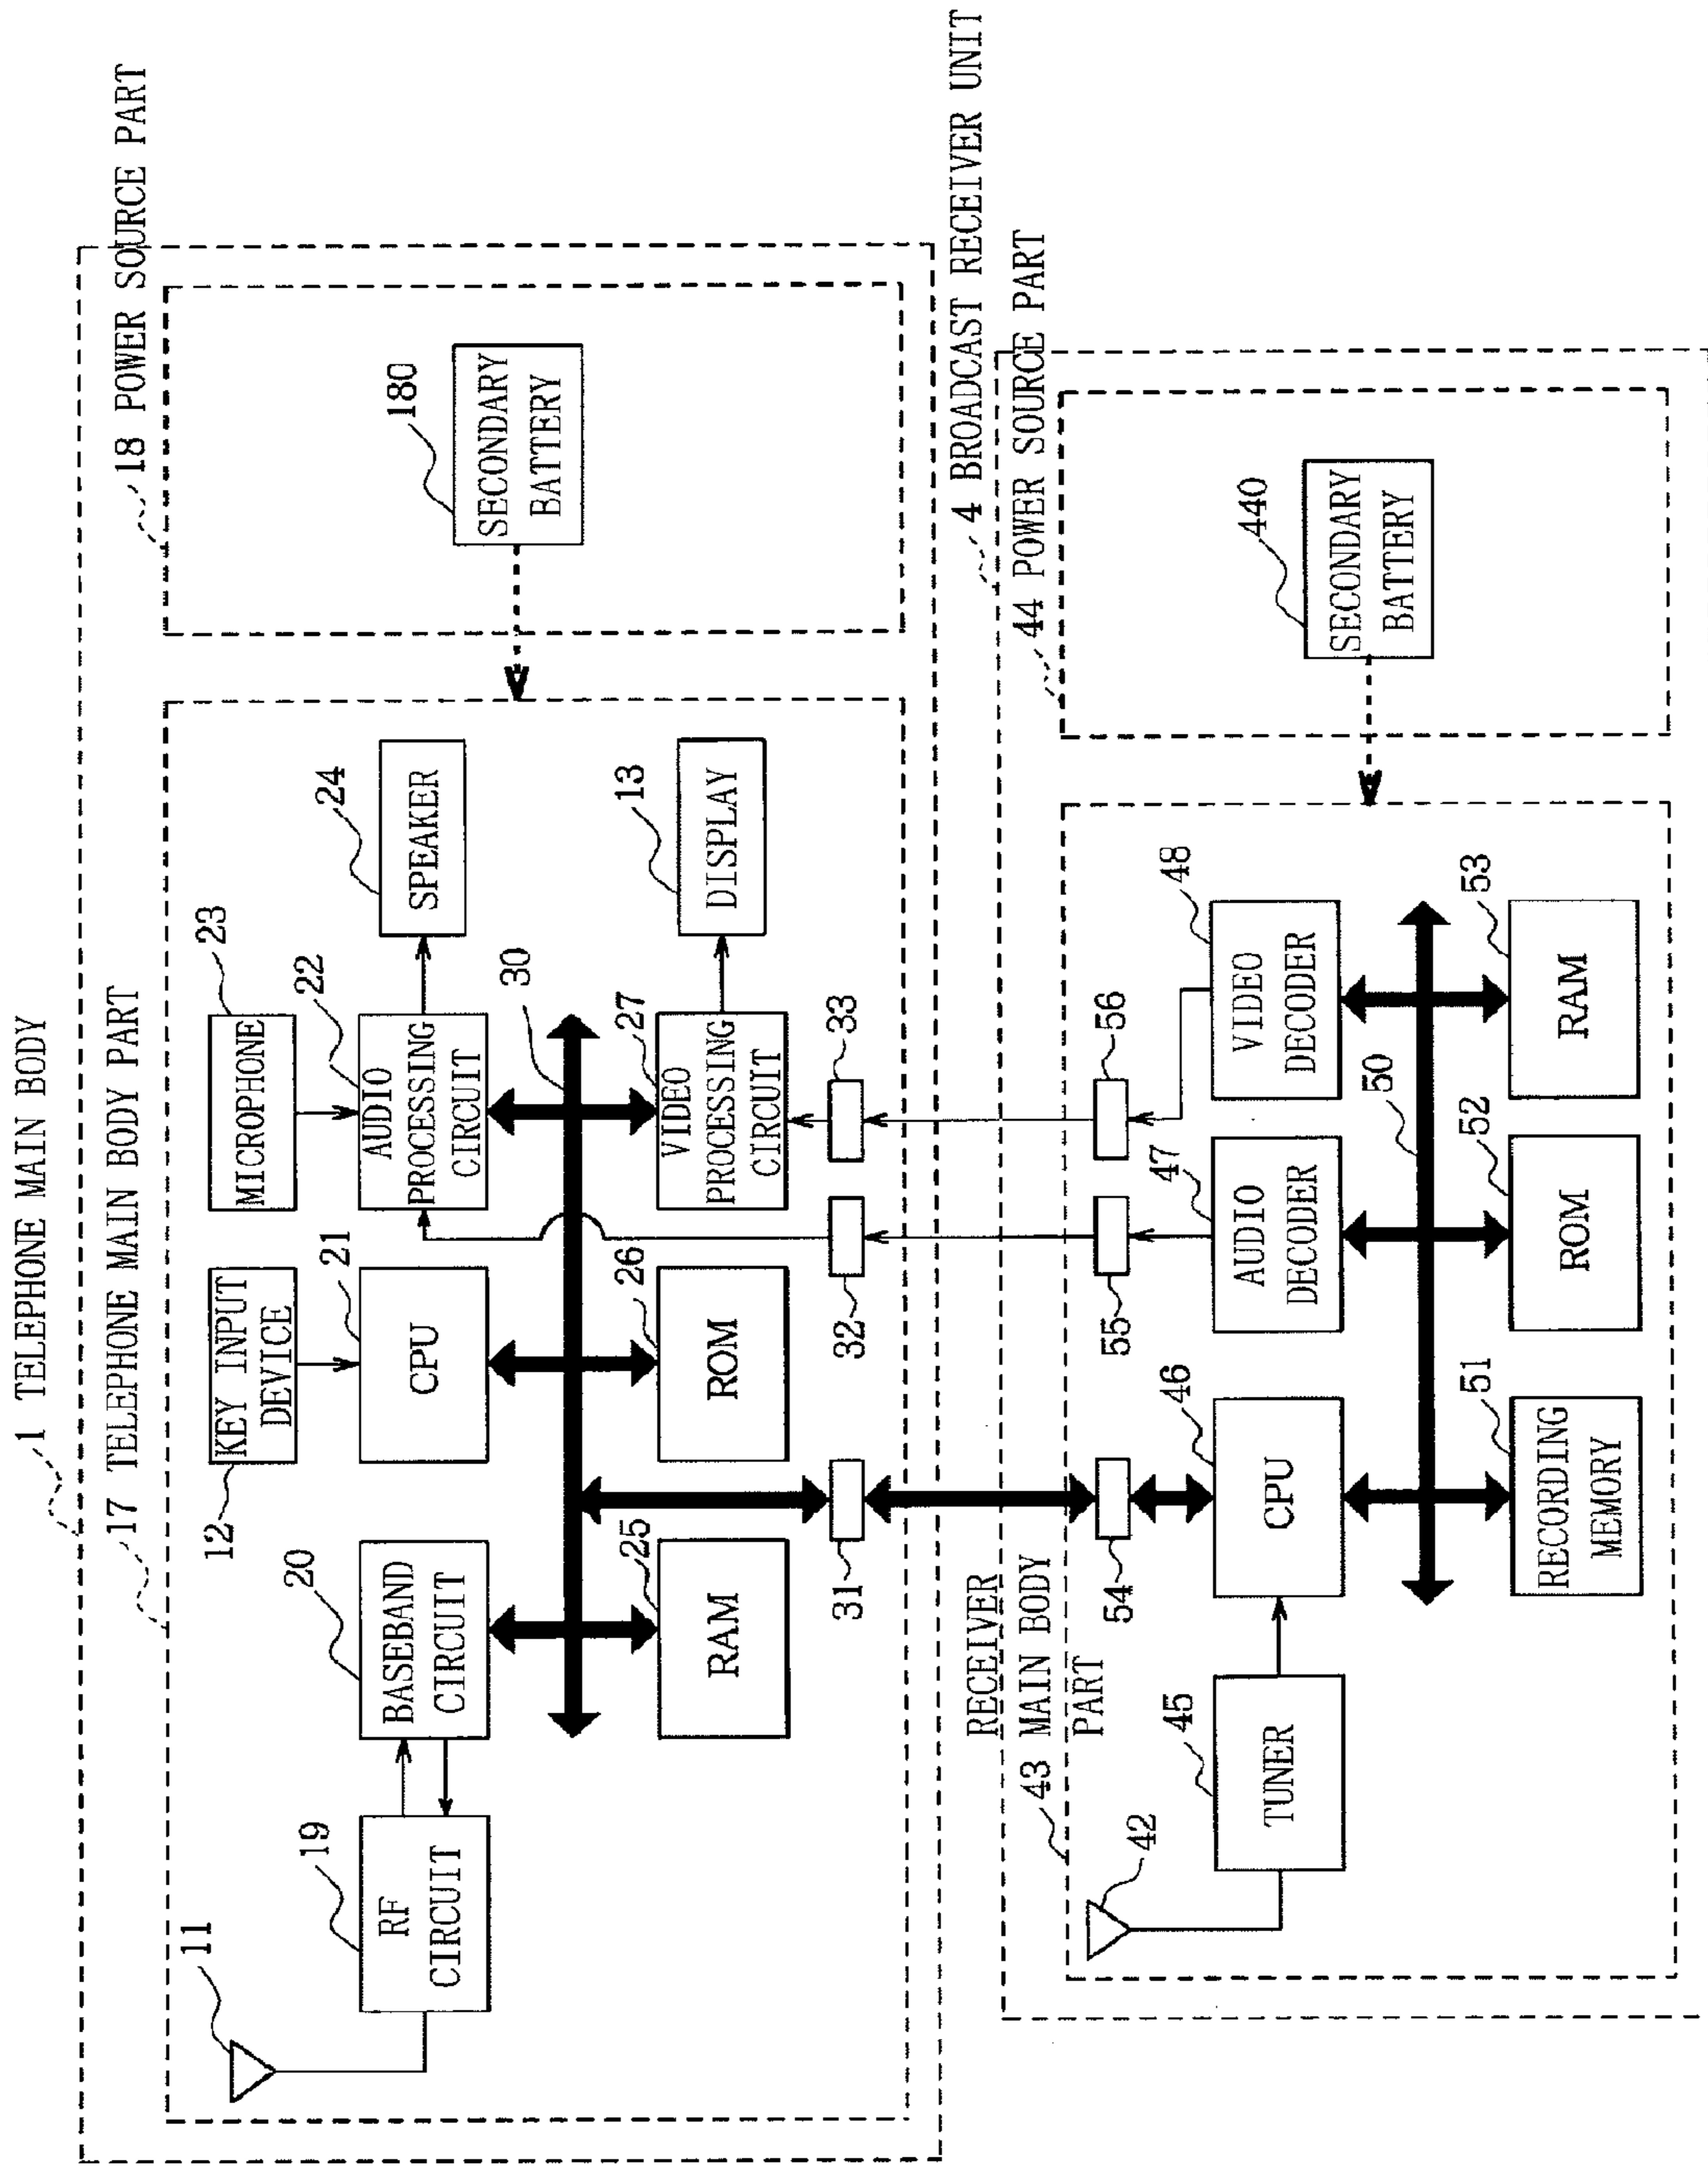 1 TELEPHONE MAIN BODY
17 TELEPHONE MAIN BODY PART
18 POWER SOURCE PART
11
19
RF
CIRCUIT
20
BASEBAND
CIRCUIT
12
KEY INPUT
DEVICE
21
CPU
23
MICROPHONE
22
AUDIO
PROCESSING
CIRCUIT
24
SPEAKER
180
SECONDARY
BATTERY
30
25
RAM
26
ROM
27
VIDEO
PROCESSING
CIRCUIT
13
DISPLAY
31
32
33
4 BROADCAST RECEIVER UNIT
RECEIVER
43 MAIN BODY
PART
44 POWER SOURCE PART
42
45
TUNER
54
55
56
46
CPU
47
AUDIO
DECODER
48
VIDEO
DECODER
440
SECONDARY
BATTERY
50
51
RECORDING
MEMORY
52
ROM
53
RAM